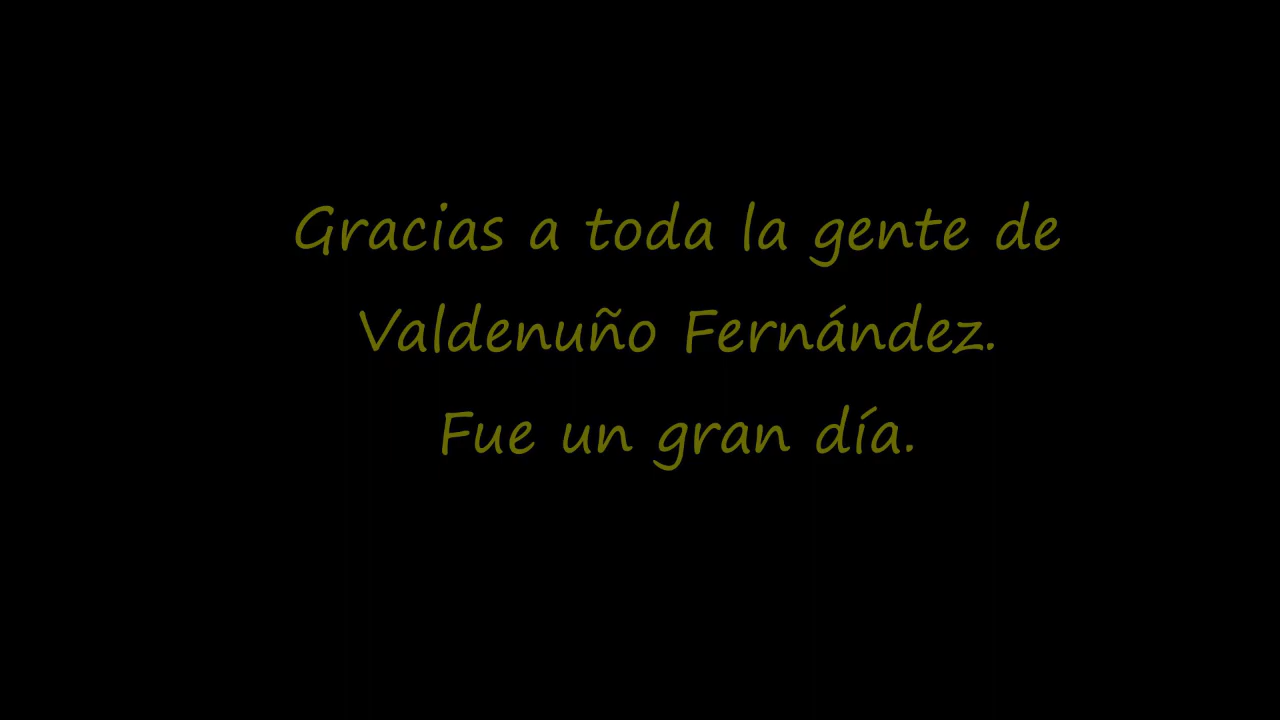 Gracias a toda la gente de
Valdenuño Fernández.
Fue un gran día.